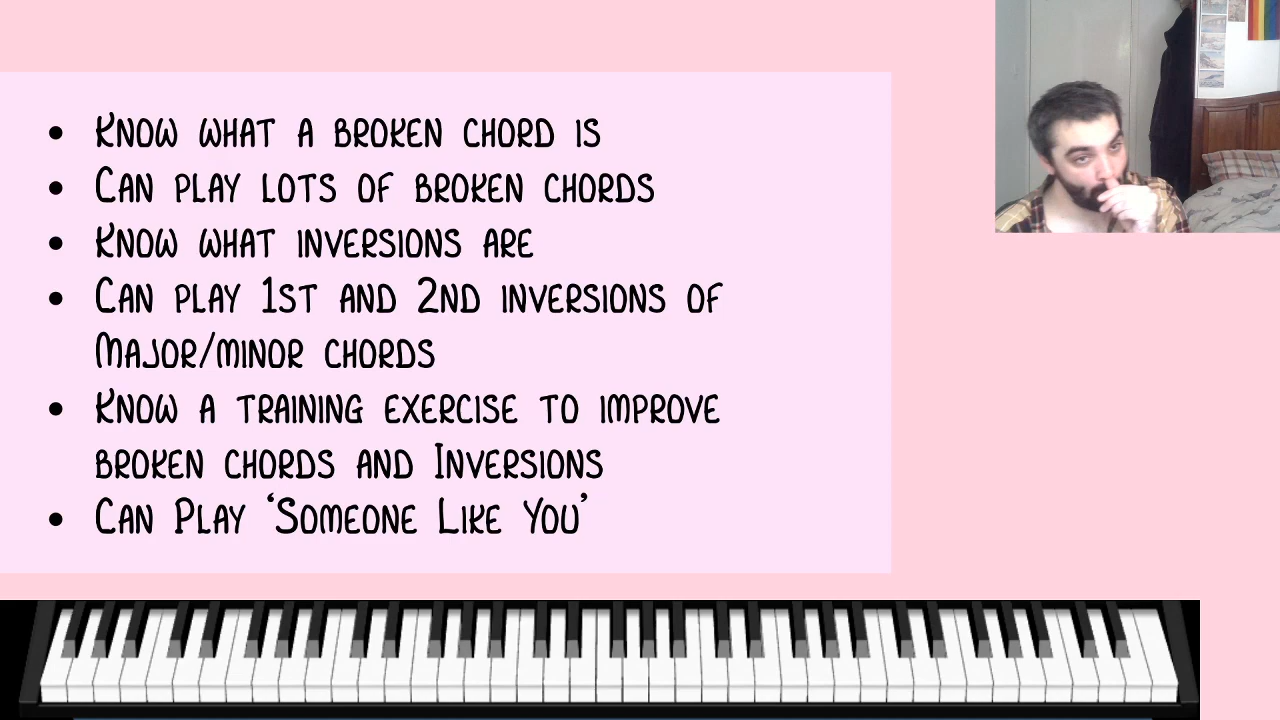 • Know what a broken chord is
• Can play lots of broken chords
• Know what inversions are
• Can play 1st and 2nd inversions of
Major/minor chords
• Know a training exercise to improve
broken chords and Inversions
• Can Play ‘Someone Like You’